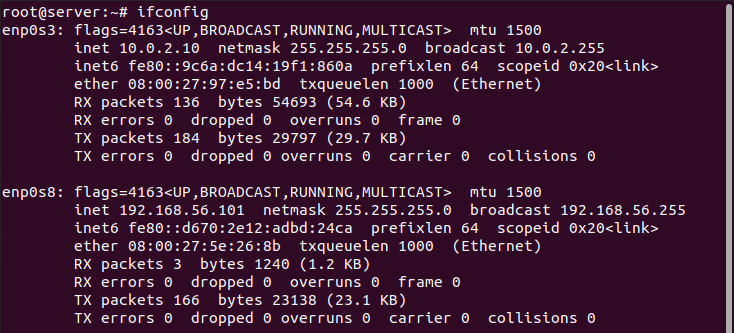 root@server:~# ifconfig
enp0s3: flags=4163<UP,BROADCAST,RUNNING,MULTICAST>  mtu 1500
        inet 10.0.2.10  netmask 255.255.255.0  broadcast 10.0.2.255
        inet6 fe80::9c6a:dc14:19f1:860a  prefixlen 64  scopeid 0x20<link>
        ether 08:00:27:97:e5:bd  txqueuelen 1000  (Ethernet)
        RX packets 136  bytes 54693 (54.6 KB)
        RX errors 0  dropped 0  overruns 0  frame 0
        TX packets 184  bytes 29797 (29.7 KB)
        TX errors 0  dropped 0 overruns 0  carrier 0  collisions 0

enp0s8: flags=4163<UP,BROADCAST,RUNNING,MULTICAST>  mtu 1500
        inet 192.168.56.101  netmask 255.255.255.0  broadcast 192.168.56.255
        inet6 fe80::d670:2e12:adbd:24ca  prefixlen 64  scopeid 0x20<link>
        ether 08:00:27:5e:26:8b  txqueuelen 1000  (Ethernet)
        RX packets 3  bytes 1240 (1.2 KB)
        RX errors 0  dropped 0  overruns 0  frame 0
        TX packets 166  bytes 23138 (23.1 KB)
        TX errors 0  dropped 0 overruns 0  carrier 0  collisions 0